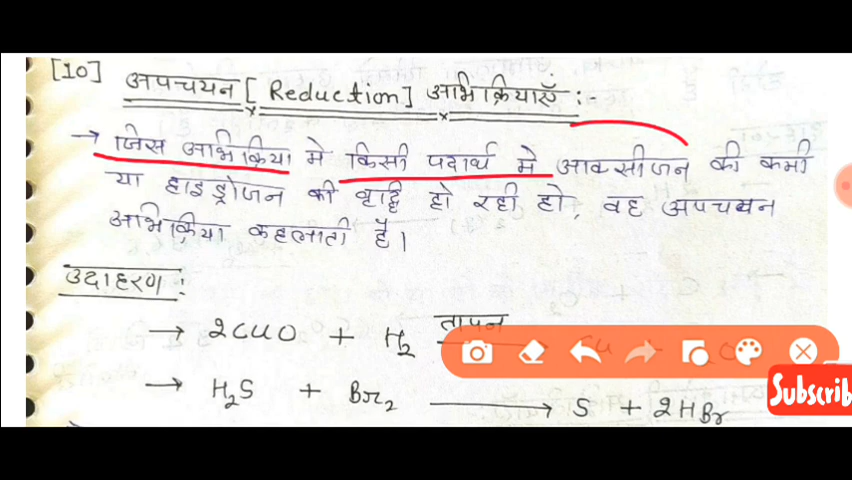 [10] अपचयन [Reduction] अभिक्रियाएँ :
→ जिस अभिक्रिया मे किसी पदार्थ मे आक्सीजन की कमी
या हाइड्रोजन की वृद्धि हो रही हो, वह अपचयन
अभिक्रिया कहलाती है।
उदाहरण :
→ 2CuO + H₂ तापन
→ H₂S + Br₂ ⟶ S + 2HBr
Subscrib